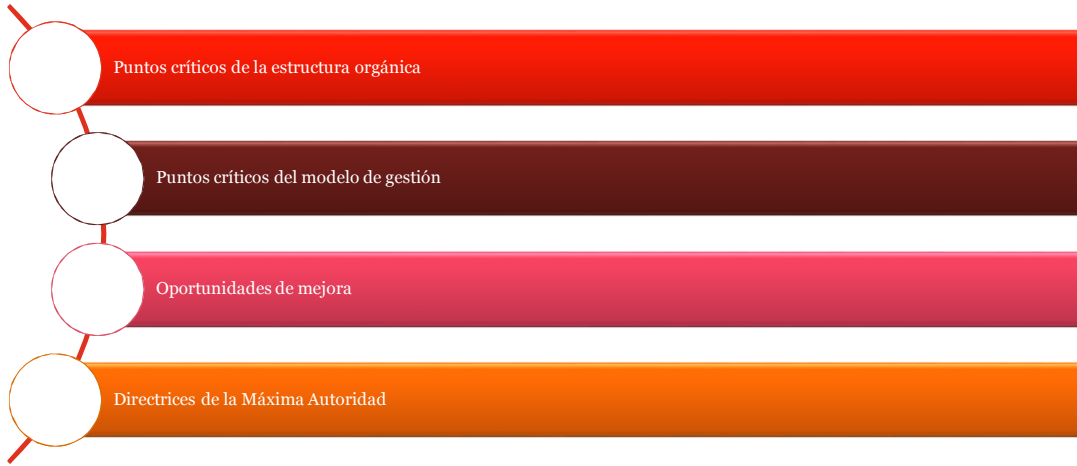 Puntos críticos de la estructura orgánica
Puntos críticos del modelo de gestión
Oportunidades de mejora
Directrices de la Máxima Autoridad